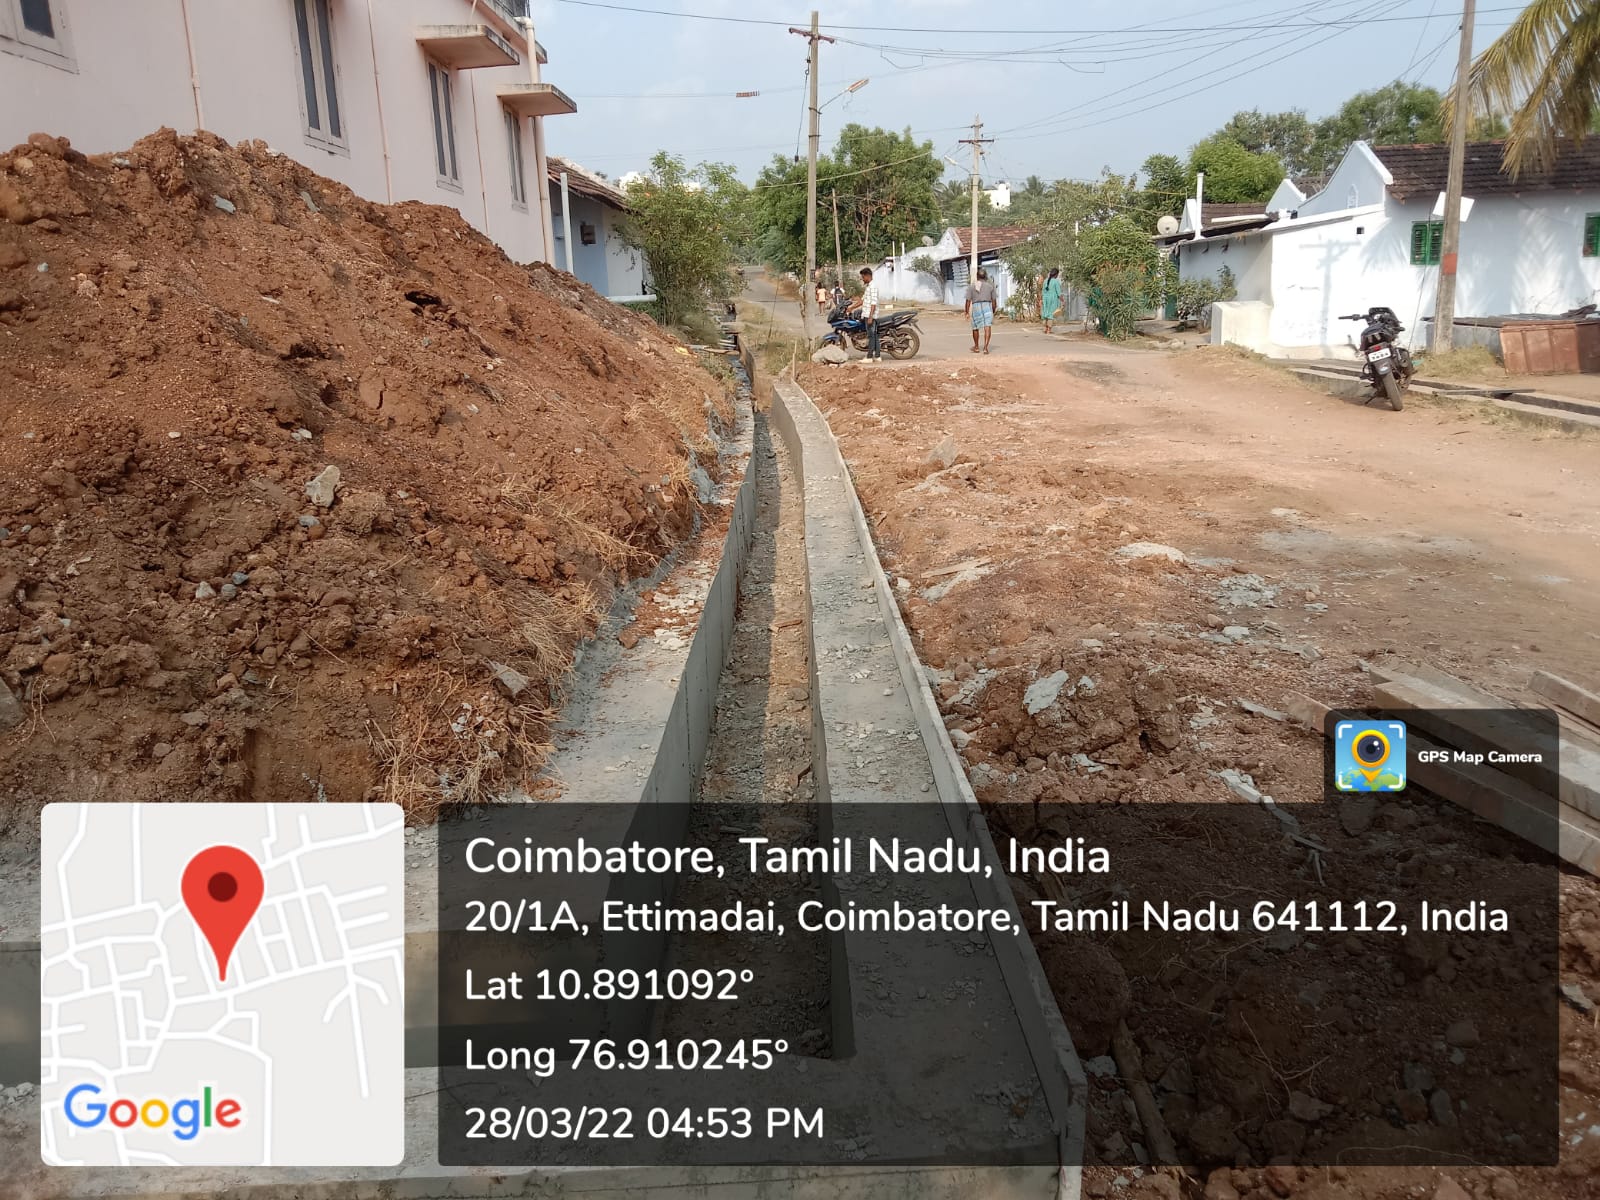 GPS Map Camera
Coimbatore, Tamil Nadu, India
20/1A, Ettimadai, Coimbatore, Tamil Nadu 641112, India
Lat 10.891092°
Long 76.910245°
28/03/22 04:53 PM
Google